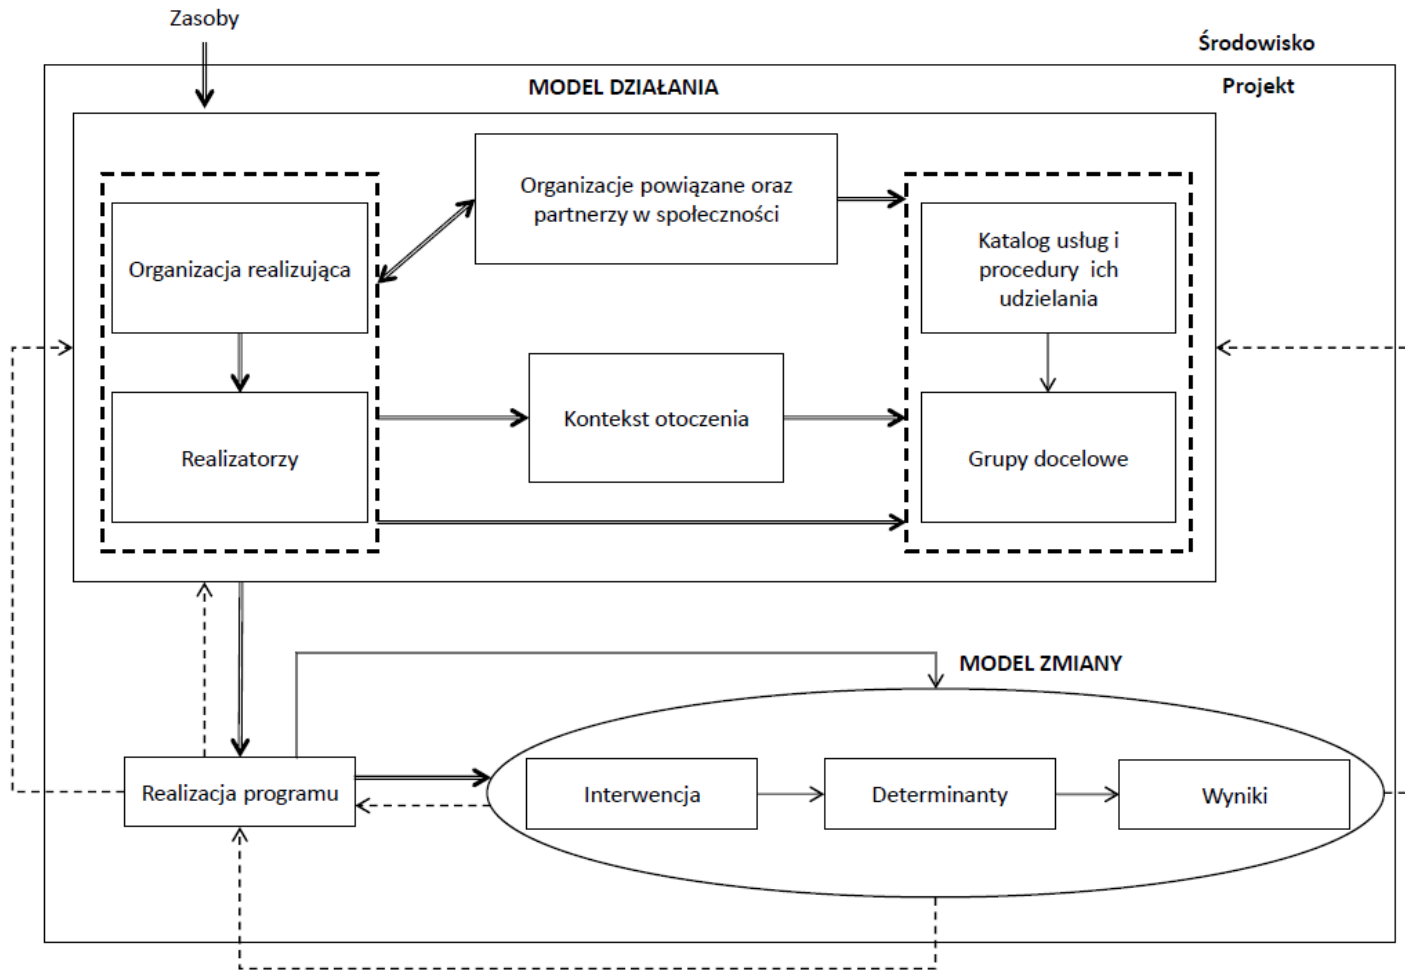 Zasoby
Środowisko
MODEL DZIAŁANIA
Projekt
Organizacje powiązane oraz
partnerzy w społeczności
Organizacja realizująca
Katalog usług i
procedury ich
udzielania
Realizatorzy
Kontekst otoczenia
Grupy docelowe
MODEL ZMIANY
Realizacja programu
Interwencja
Determinanty
Wyniki